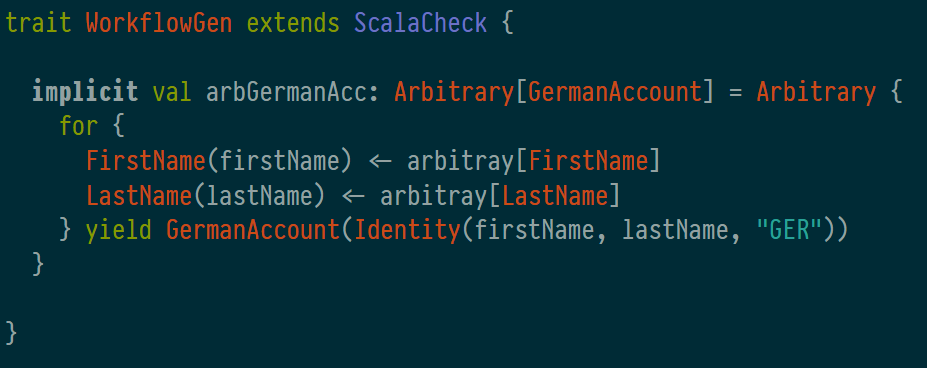 trait WorkflowGen extends ScalaCheck {
implicit val arbGermanAcc: Arbitrary[GermanAccount] = Arbitrary {
for {
FirstName(firstName) ← arbitray[FirstName]
LastName(lastName) ← arbitray[LastName]
} yield GermanAccount(Identity(firstName, lastName, "GER"))
}
}